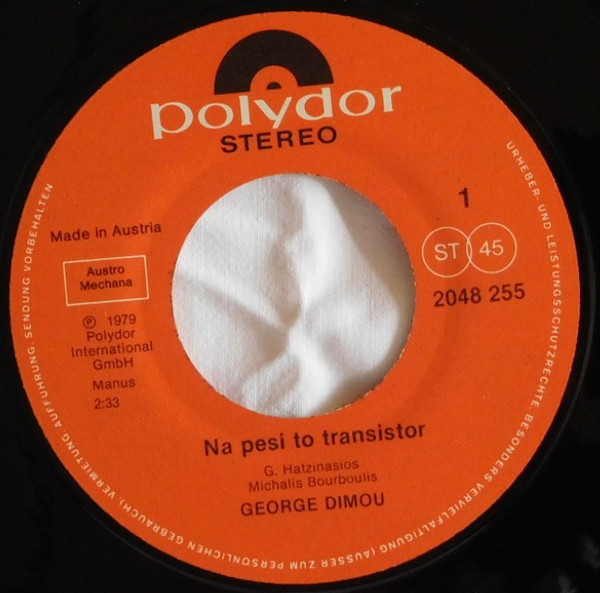 polydor
STEREO
1
Made in Austria
ST 45
Austro
Mechana
2048 255
℗ 1979
Polydor
International
GmbH
Manus
2:33
Na pesi to transistor
G. Hatzinasios
Michalis Bourboulis
GEORGE DIMOU
URHEBER- UND LEISTUNGSSCHUTZRECHTE, BESONDERS VERVIELFALTIGUNG (AUSSER ZUM PERSÖNLICHEN GEBRAUCH), VERMIETUNG, AUFFÜHRUNG, SENDUNG VORBEHALTEN